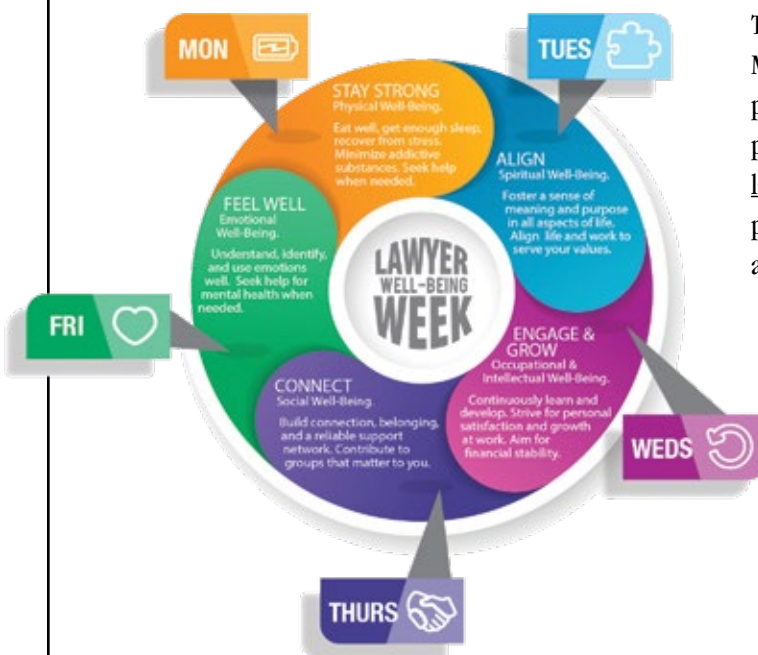 MON
STAY STRONG
Physical Well-Being.
Eat well, get enough sleep,
recover from stress.
Minimize addictive
substances. Seek help
when needed.
TUES
ALIGN
Spiritual Well-Being.
Foster a sense of
meaning and purpose
in all aspects of life.
Align life and work to
serve your values.
WEDS
ENGAGE &
GROW
Occupational &
Intellectual Well-Being.
Continuously learn and
develop. Strive for personal
satisfaction and growth
at work. Aim for
financial stability.
THURS
CONNECT
Social Well-Being.
Build connection, belonging,
and a reliable support
network. Contribute to
groups that matter to you.
FRI
FEEL WELL
Emotional
Well-Being.
Understand, identify,
and use emotions
well. Seek help for
mental health when
needed.
LAWYER
WELL-BEING
WEEK